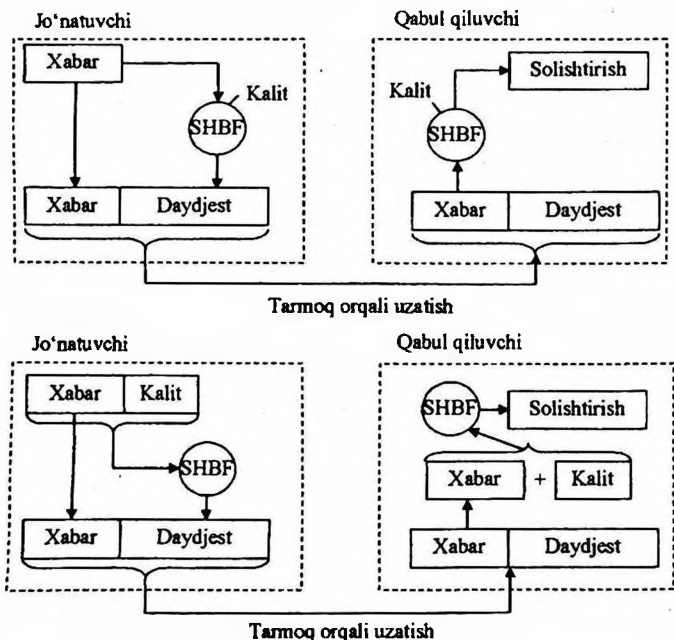 Jo‘natuvchi
Qabul qiluvchi
Xabar
Kalit
SHBF
Xabar Daydjest
Kalit
SHBF
Solishtirish
Xabar Daydjest
Tarmoq orqali uzatish
Jo‘natuvchi
Qabul qiluvchi
Xabar Kalit
SHBF
Xabar Daydjest
SHBF
Solishtirish
Xabar + Kalit
Xabar Daydjest
Tarmoq orqali uzatish